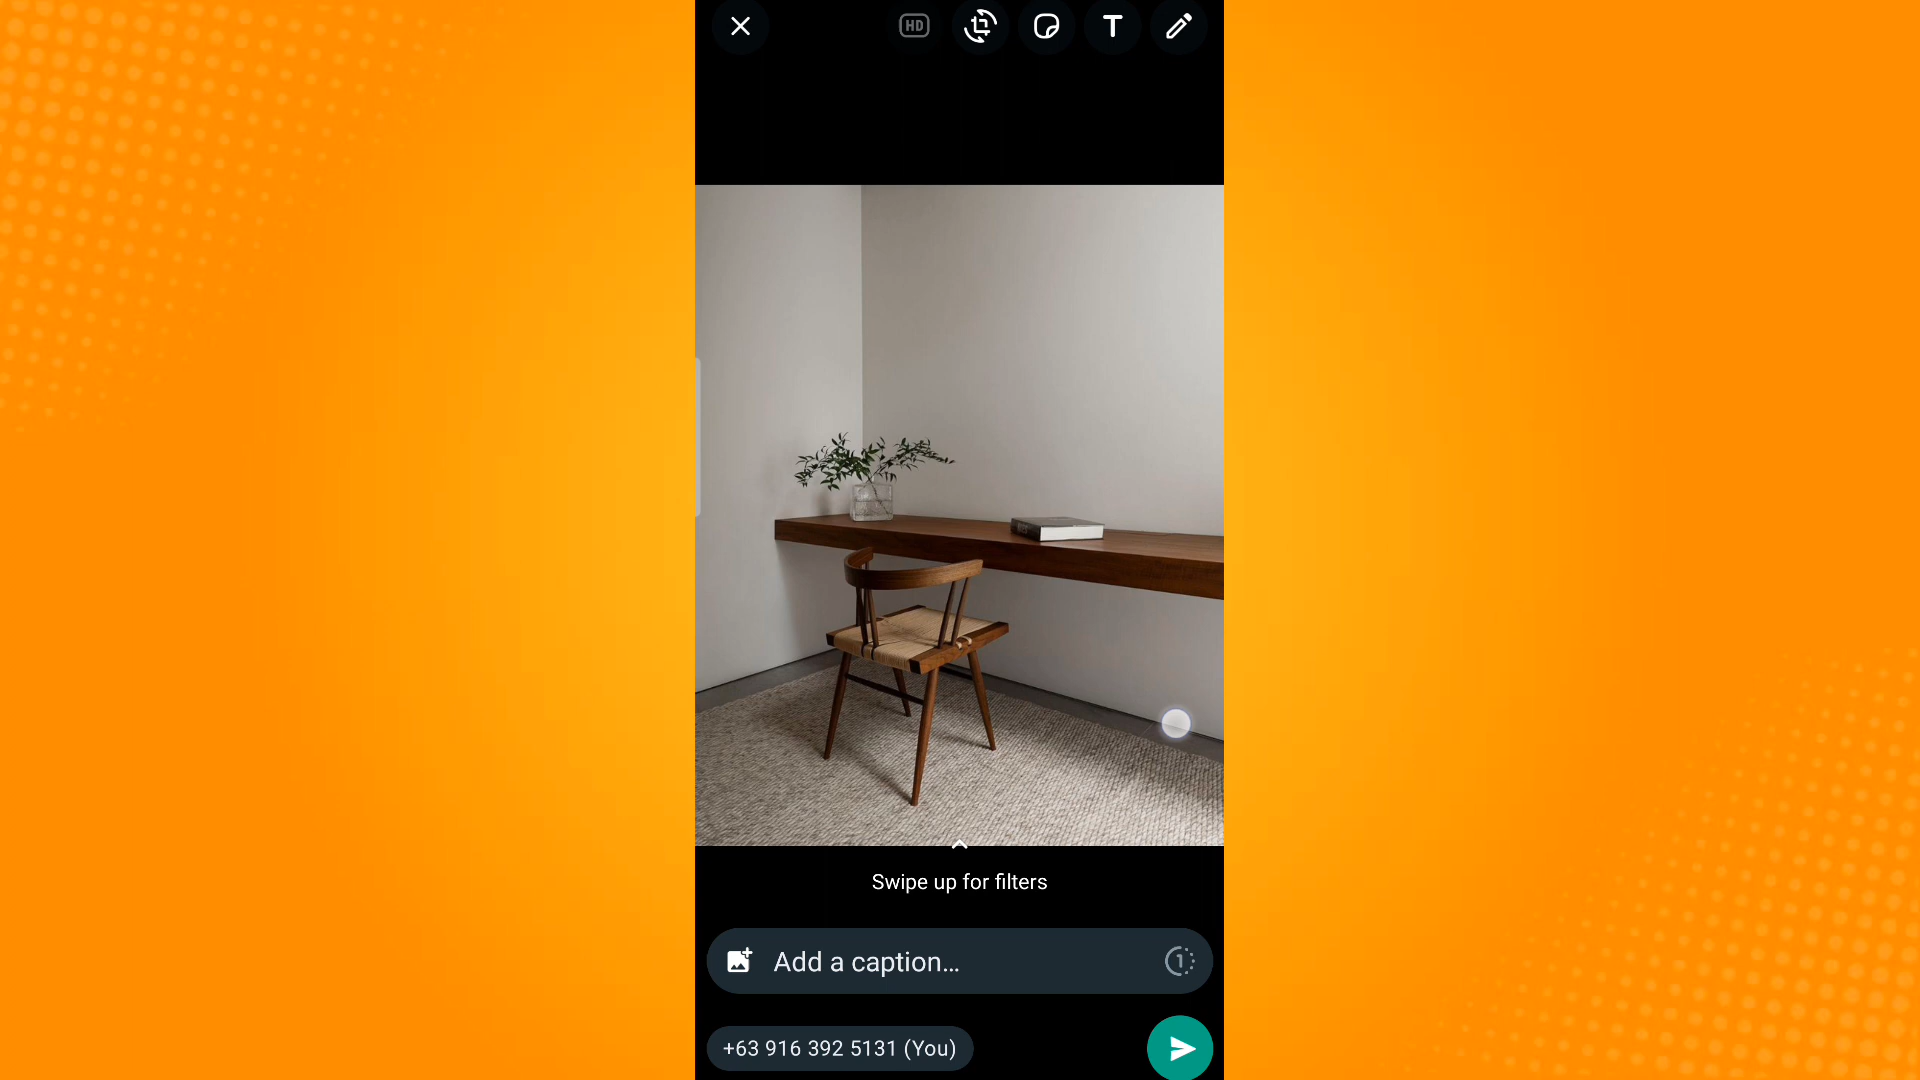 HD
T
Swipe up for filters
Add a caption...
1
+63 916 392 5131 (You)